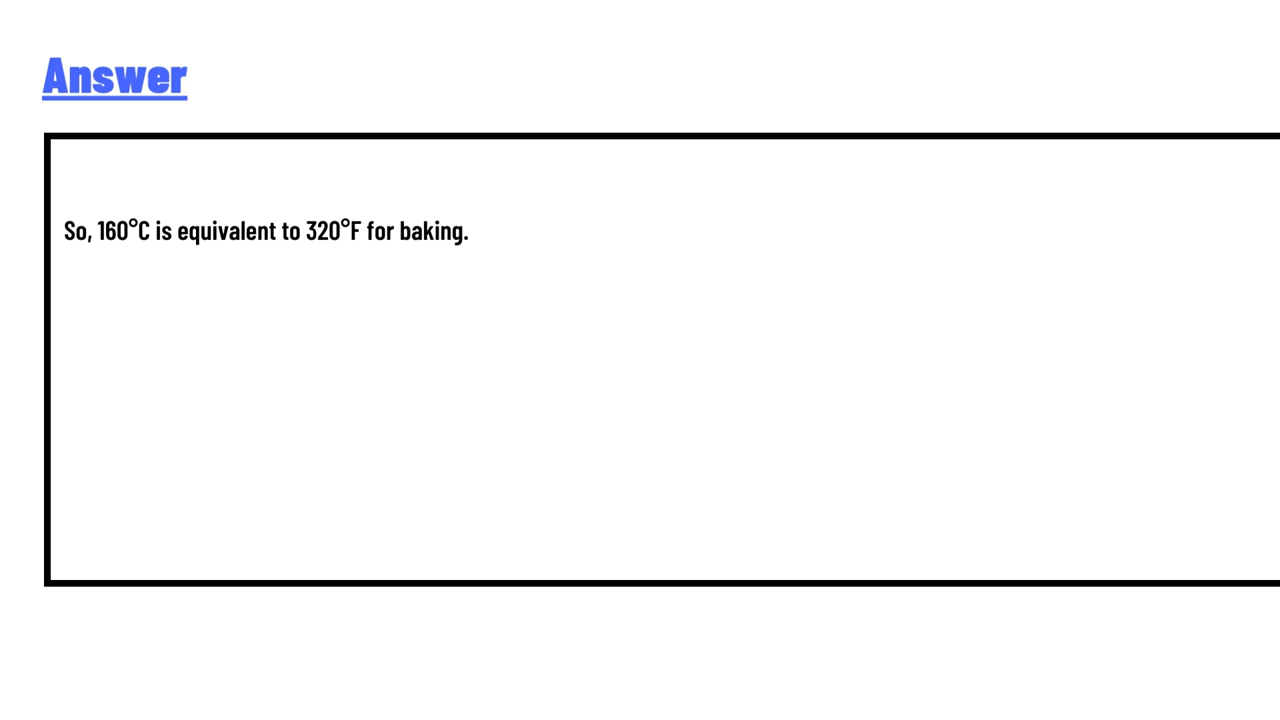 Answer
So, 160°C is equivalent to 320°F for baking.